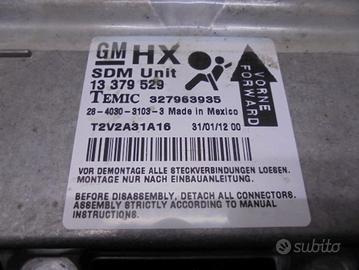 GM HX
SDM Unit
13 379 529
TEMIC 327963935
28-4030-3103-3 Made in Mexico
T2V2A31A16 31/01/12 00
VORNE
FORWARD
VOR DEMONTAGE ALLE STECKVERBINDUNGEN LOESEN.
MONTAGE NUR NACH EINBAUANLEITUNG.
BEFORE DISASSEMBLY, DETACH ALL CONNECTORS.
ASSEMBLY STRICTLY ACCORDING TO MANUAL
INSTRUCTIONS.
subito